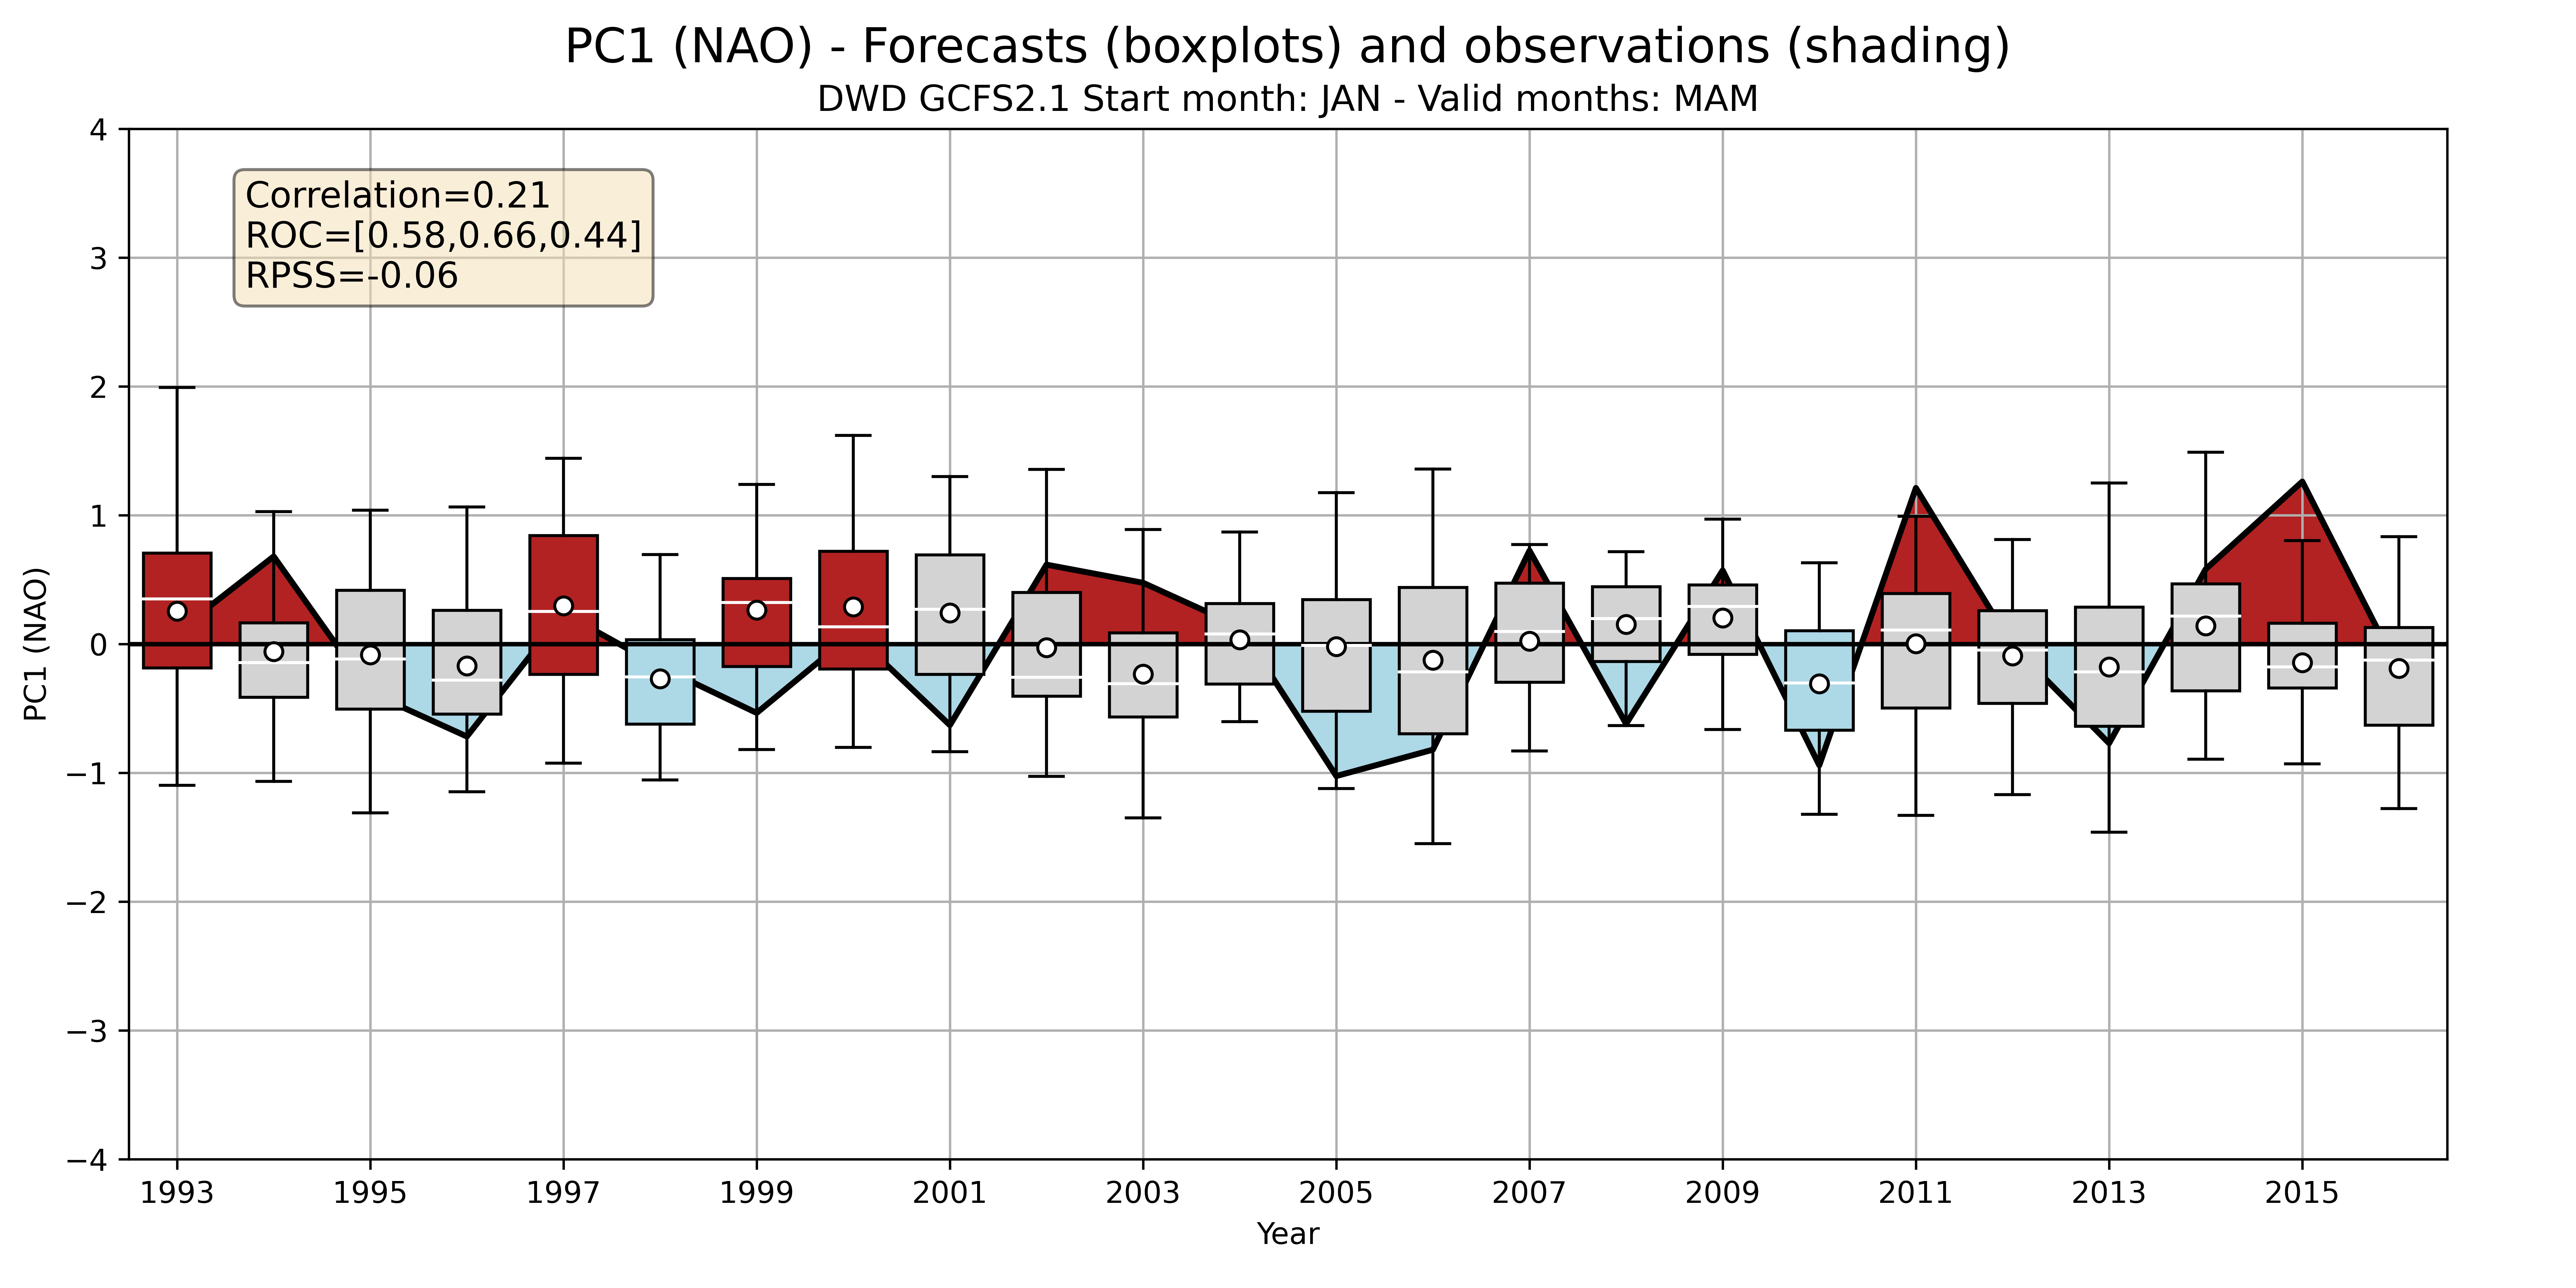 PC1 (NAO) - Forecasts (boxplots) and observations (shading)
DWD GCFS2.1 Start month: JAN - Valid months: MAM
Correlation=0.21
ROC=[0.58,0.66,0.44]
RPSS=-0.06
PC1 (NAO)
4
3
2
1
0
−1
−2
−3
−4
1993 1995 1997 1999 2001 2003 2005 2007 2009 2011 2013 2015
Year